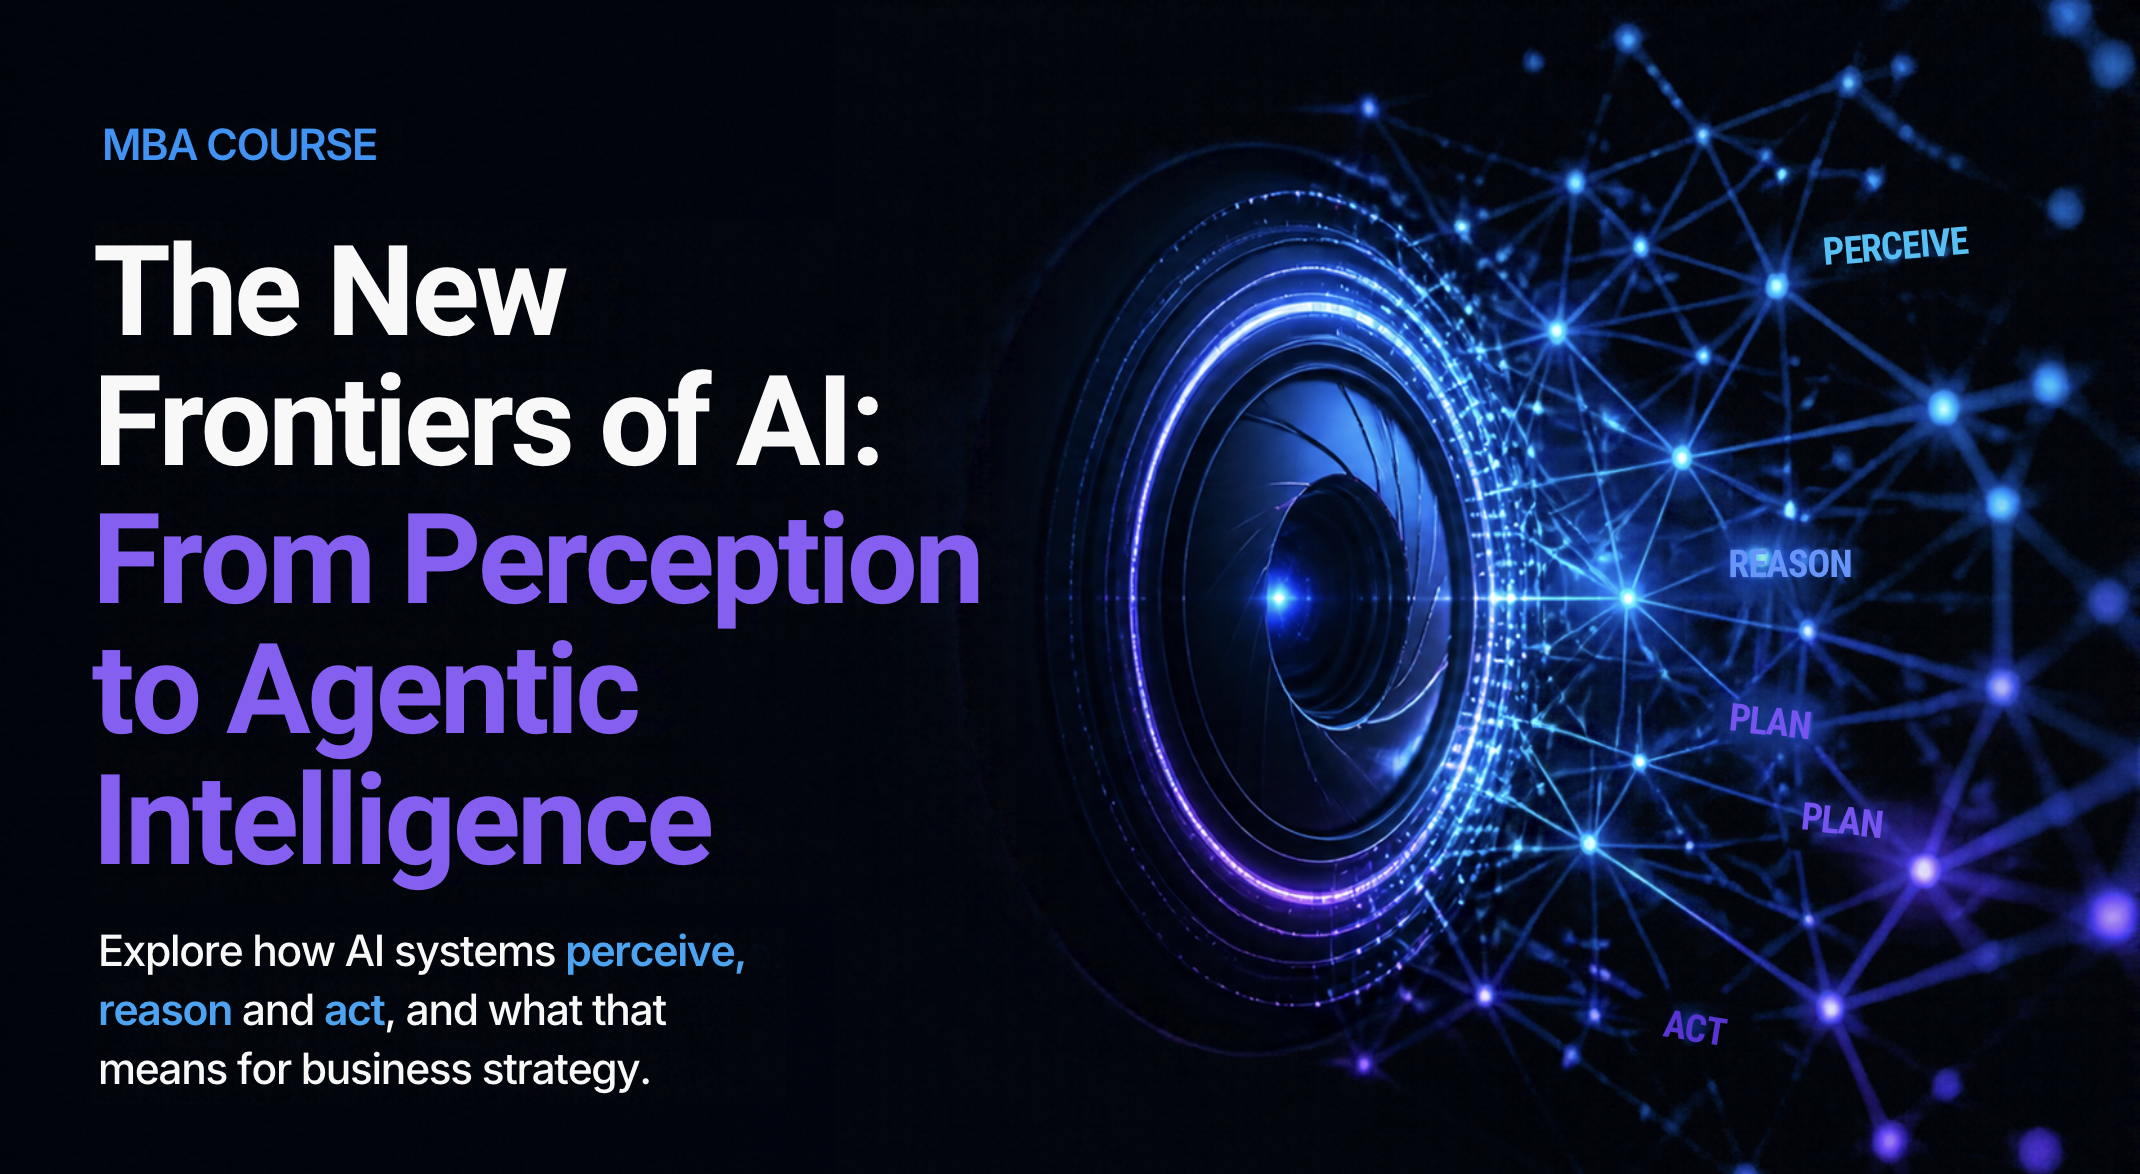 MBA COURSE
The New
Frontiers of AI:
From Perception
to Agentic
Intelligence
Explore how AI systems perceive,
reason and act, and what that
means for business strategy.
PERCEIVE
REASON
PLAN
PLAN
ACT